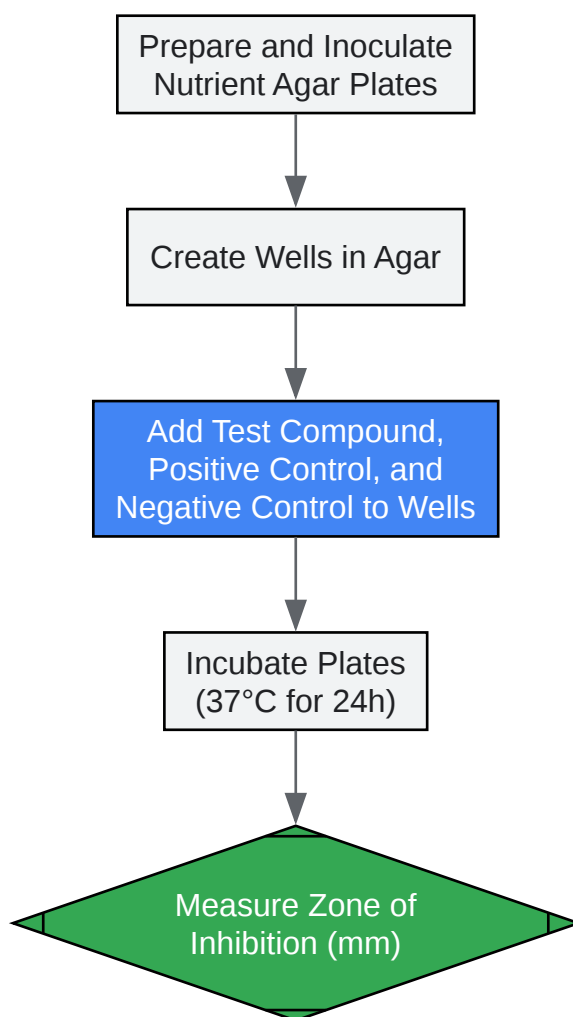 Prepare and Inoculate
Nutrient Agar Plates
Create Wells in Agar
Add Test Compound,
Positive Control, and
Negative Control to Wells
Incubate Plates
(37°C for 24h)
Measure Zone of
Inhibition (mm)